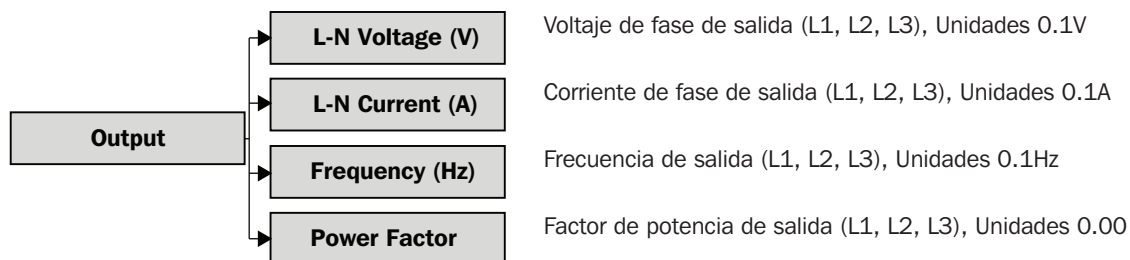 L-N Voltage (V)
Voltaje de fase de salida (L1, L2, L3), Unidades 0.1V
L-N Current (A)
Corriente de fase de salida (L1, L2, L3), Unidades 0.1A
Output
Frequency (Hz)
Frecuencia de salida (L1, L2, L3), Unidades 0.1Hz
Power Factor
Factor de potencia de salida (L1, L2, L3), Unidades 0.00